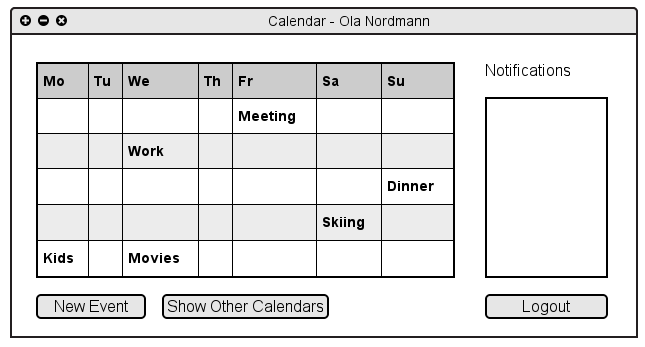 Calendar - Ola Nordmann
Mo Tu We Th Fr Sa Su
Meeting
Work
Dinner
Skiing
Kids Movies
Notifications
New Event
Show Other Calendars
Logout